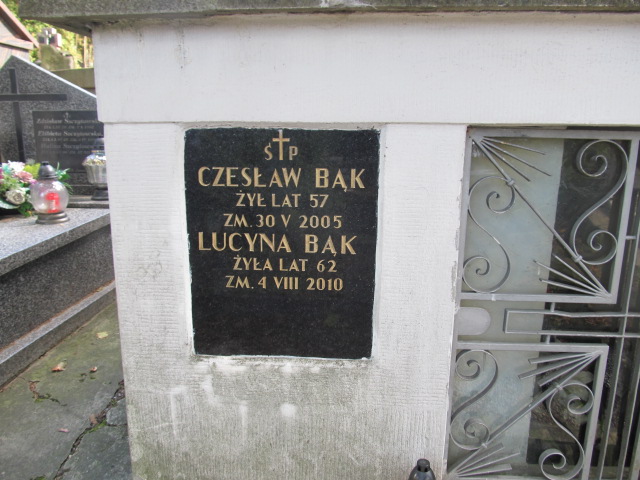 ŚP
CZESŁAW BĄK
ŻYŁ LAT 57
ZM. 30 V 2005
LUCYNA BĄK
ŻYŁA LAT 62
ZM. 4 VIII 2010